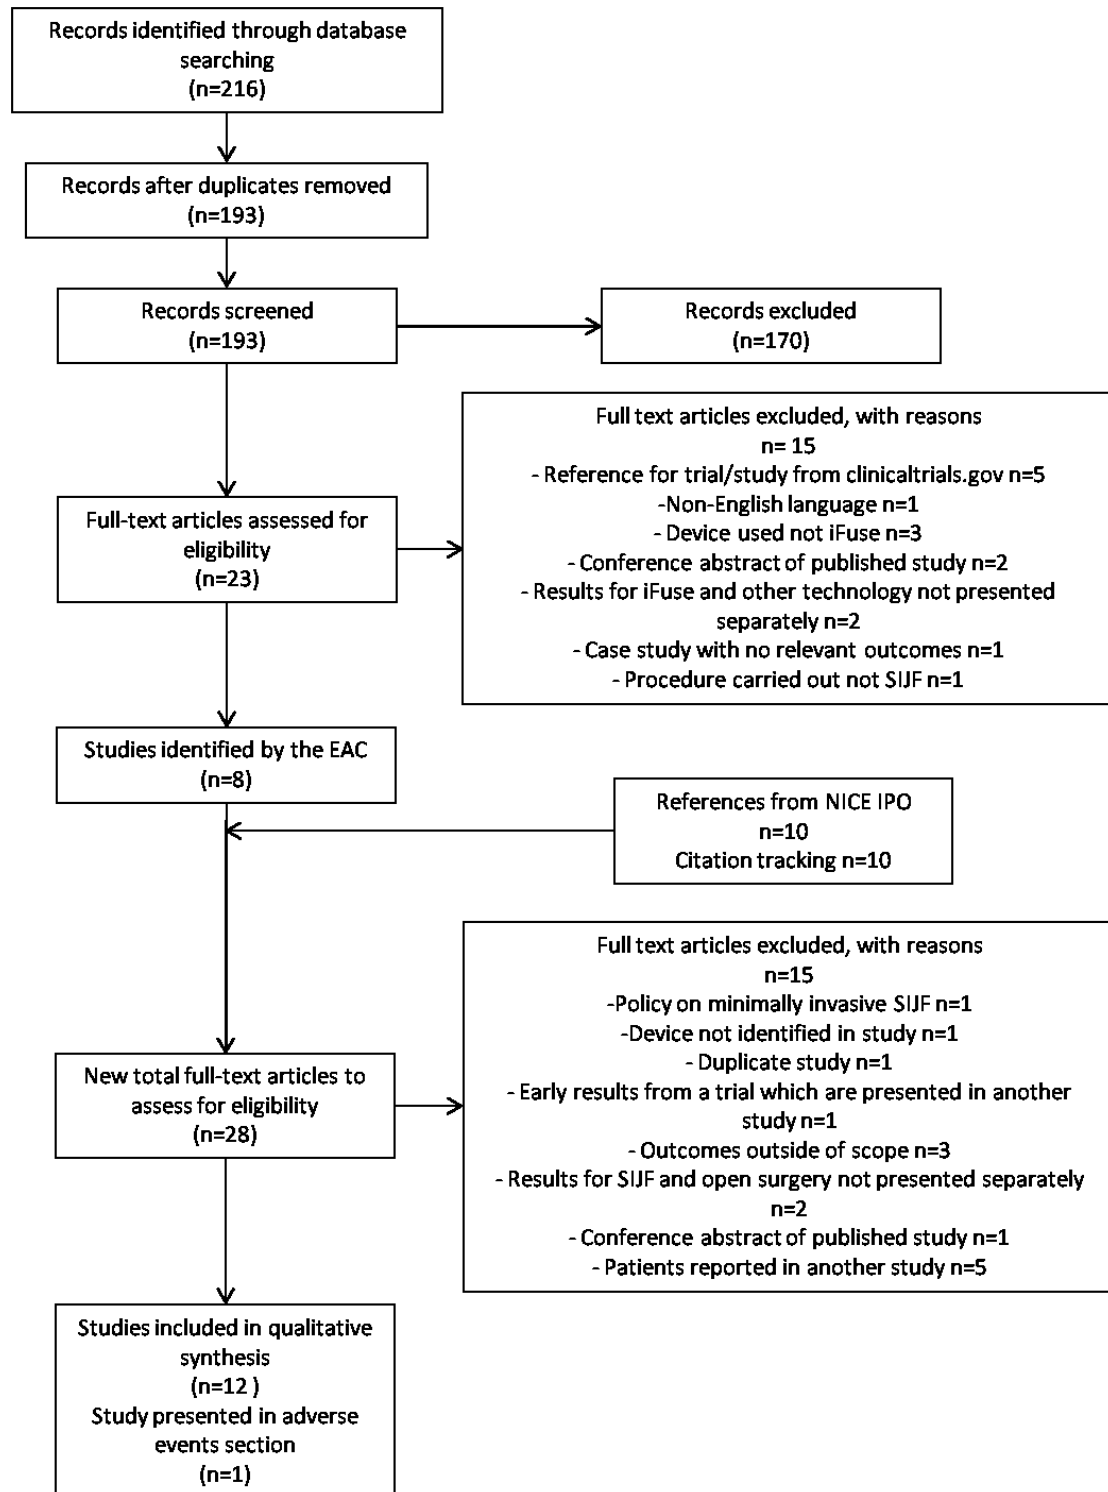 Records identified through database
searching
(n=216)
Records after duplicates removed
(n=193)
Records screened
(n=193)
Records excluded
(n=170)
Full text articles excluded, with reasons
n= 15
- Reference for trial/study from clinicaltrials.gov n=5
-Non-English language n=1
- Device used not iFuse n=3
- Conference abstract of published study n=2
- Results for iFuse and other technology not presented
separately n=2
- Case study with no relevant outcomes n=1
- Procedure carried out not SIJF n=1
Full-text articles assessed for
eligibility
(n=23)
Studies identified by the EAC
(n=8)
References from NICE IPO
n=10
Citation tracking n=10
Full text articles excluded, with reasons
n=15
-Policy on minimally invasive SIJF n=1
-Device not identified in study n=1
- Duplicate study n=1
- Early results from a trial which are presented in another
study n=1
- Outcomes outside of scope n=3
- Results for SIJF and open surgery not presented separately
n=2
- Conference abstract of published study n=1
- Patients reported in another study n=5
New total full-text articles to
assess for eligibility
(n=28)
Studies included in qualitative
synthesis
(n=12 )
Study presented in adverse
events section
(n=1)